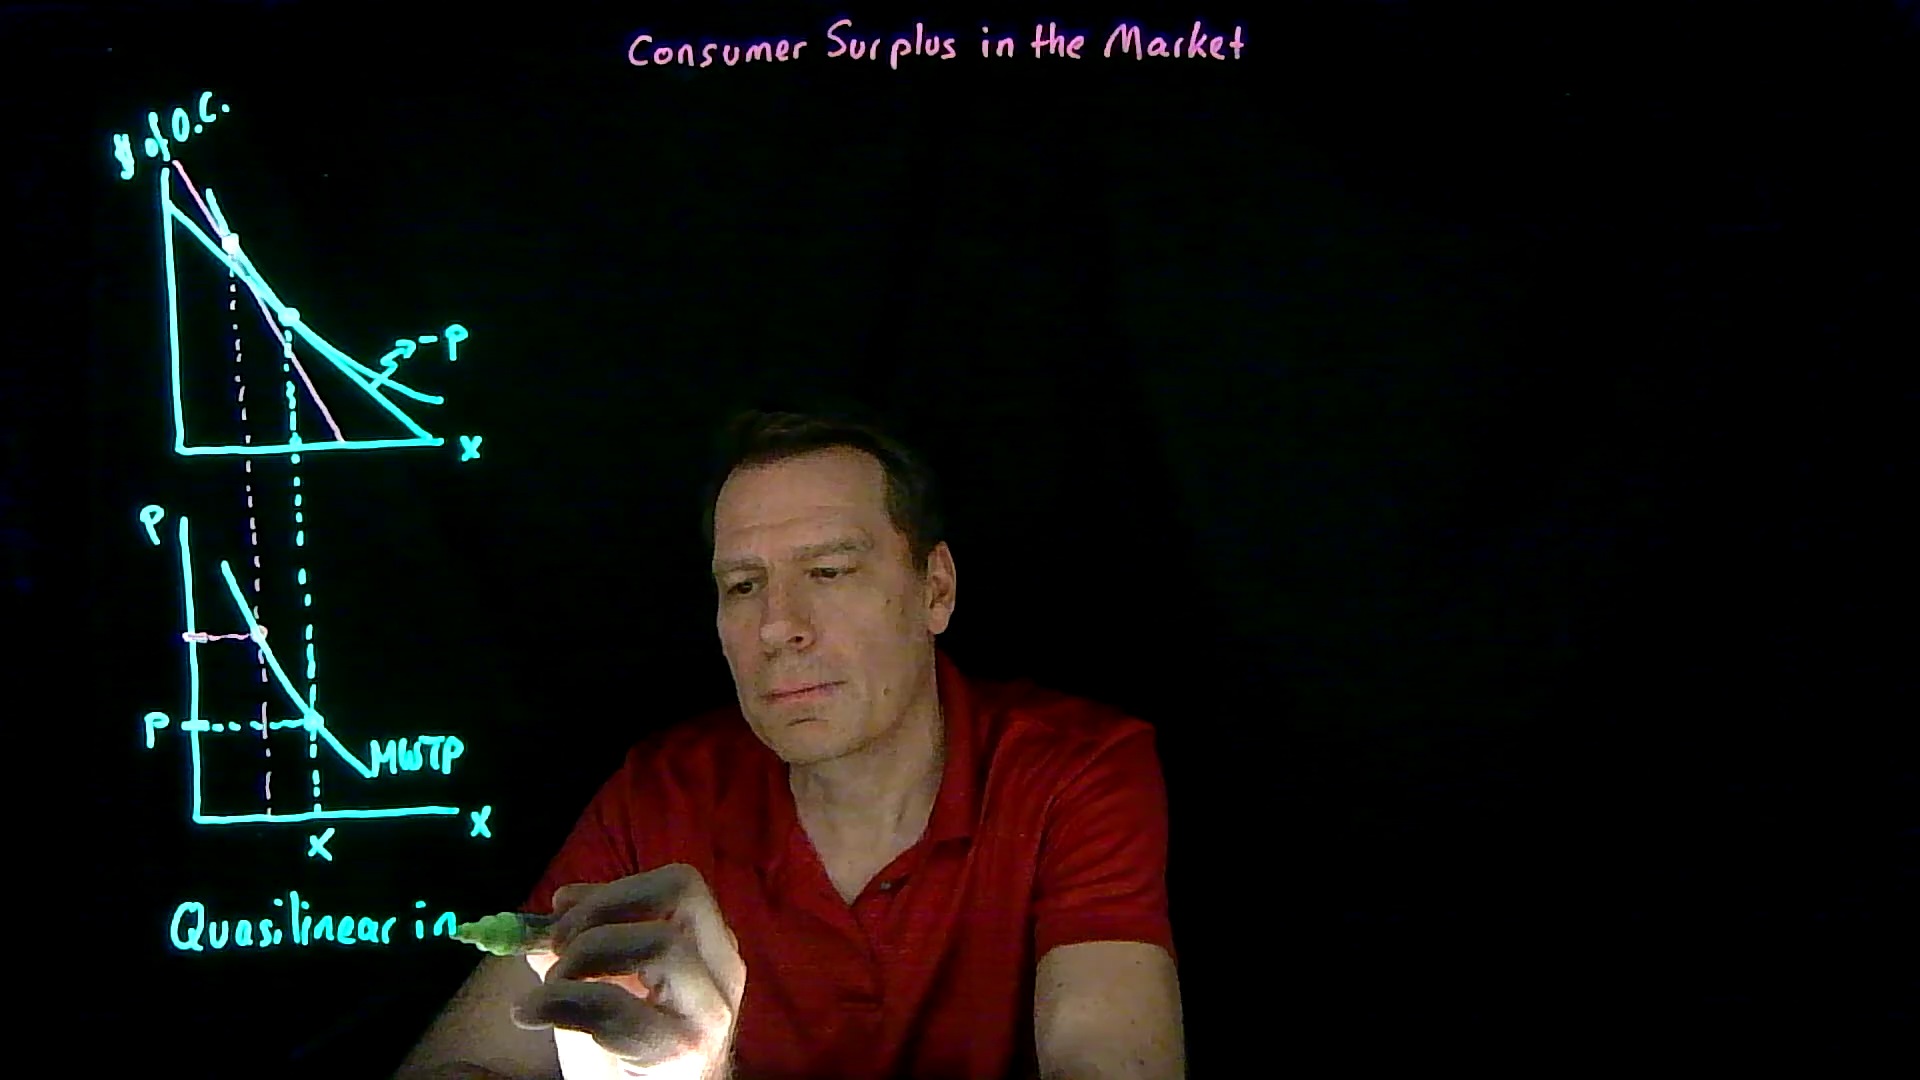 Consumer Surplus in the Market
$ of O.C.
-P
x
P
P
MWTP
x
x
Quasilinear in